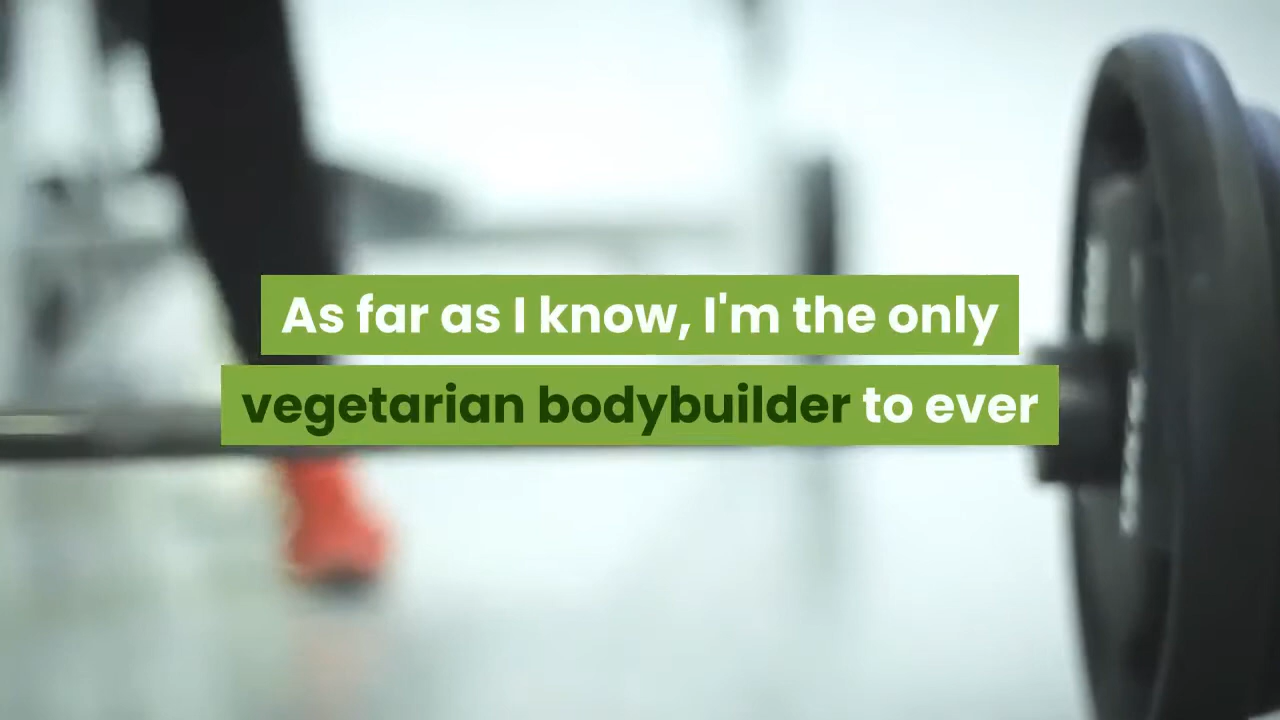 As far as I know, I'm the only
vegetarian bodybuilder to ever